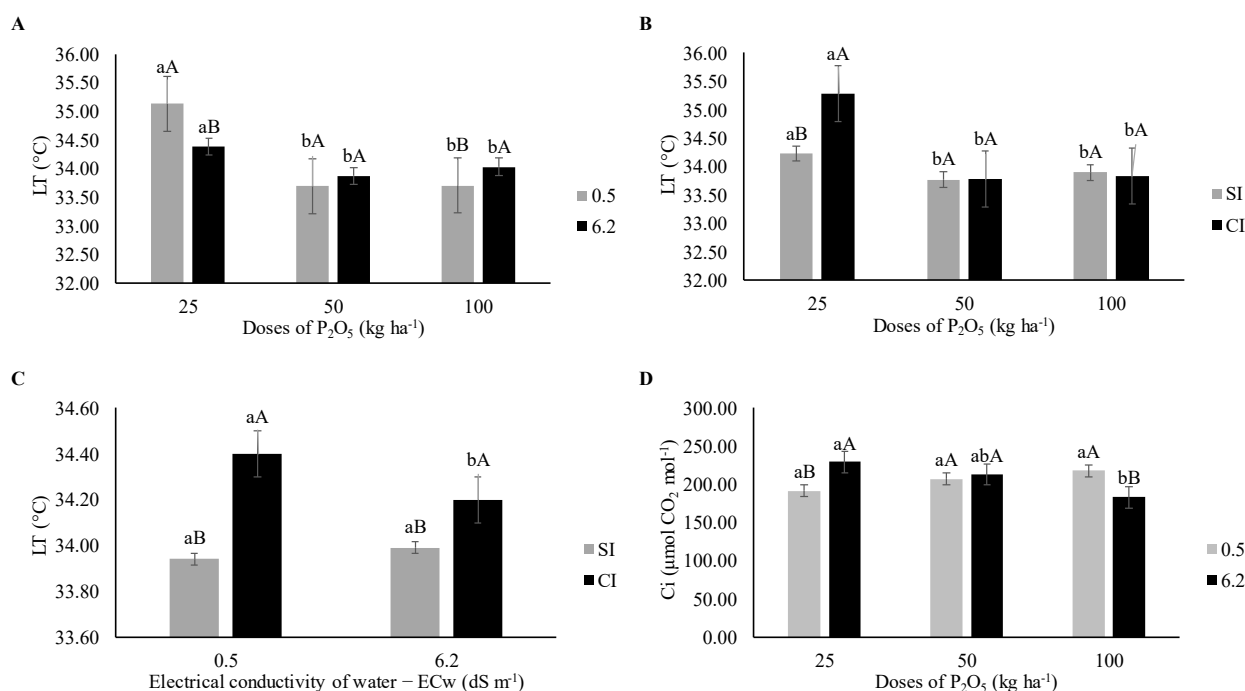 A
36.00
35.50
35.00
34.50
34.00
33.50
33.00
32.50
32.00
LT (°C)
aA
aB
bA
bA
bB
bA
25
50
100
Doses of P₂O₅ (kg ha⁻¹)
0.5
6.2
B
36.00
35.50
35.00
34.50
34.00
33.50
33.00
32.50
32.00
LT (°C)
aB
aA
bA
bA
bA
bA
25
50
100
Doses of P₂O₅ (kg ha⁻¹)
SI
CI
C
34.60
34.40
34.20
34.00
33.80
33.60
LT (°C)
aB
aA
aB
bA
0.5
6.2
Electrical conductivity of water – ECw (dS m⁻¹)
SI
CI
D
300.00
250.00
200.00
150.00
100.00
50.00
0.00
Ci (µmol CO₂ mol⁻¹)
aB
aA
aA
abA
aA
bB
25
50
100
Doses of P₂O₅ (kg ha⁻¹)
0.5
6.2